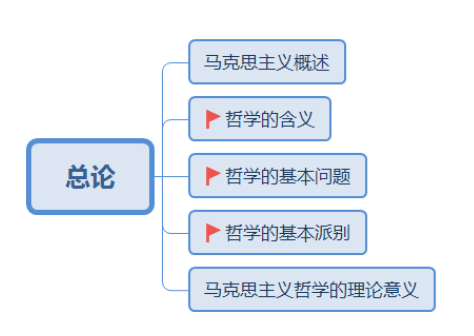 马克思主义概述
哲学的含义
总论
哲学的基本问题
哲学的基本派别
马克思主义哲学的理论意义